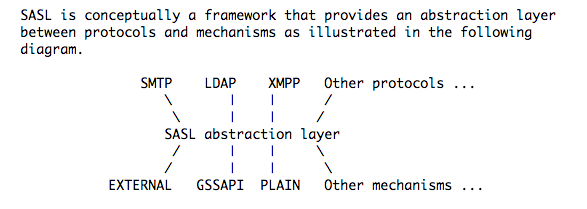 SASL is conceptually a framework that provides an abstraction layer
between protocols and mechanisms as illustrated in the following
diagram.
SMTP LDAP XMPP Other protocols ...
SASL abstraction layer
EXTERNAL GSSAPI PLAIN Other mechanisms ...